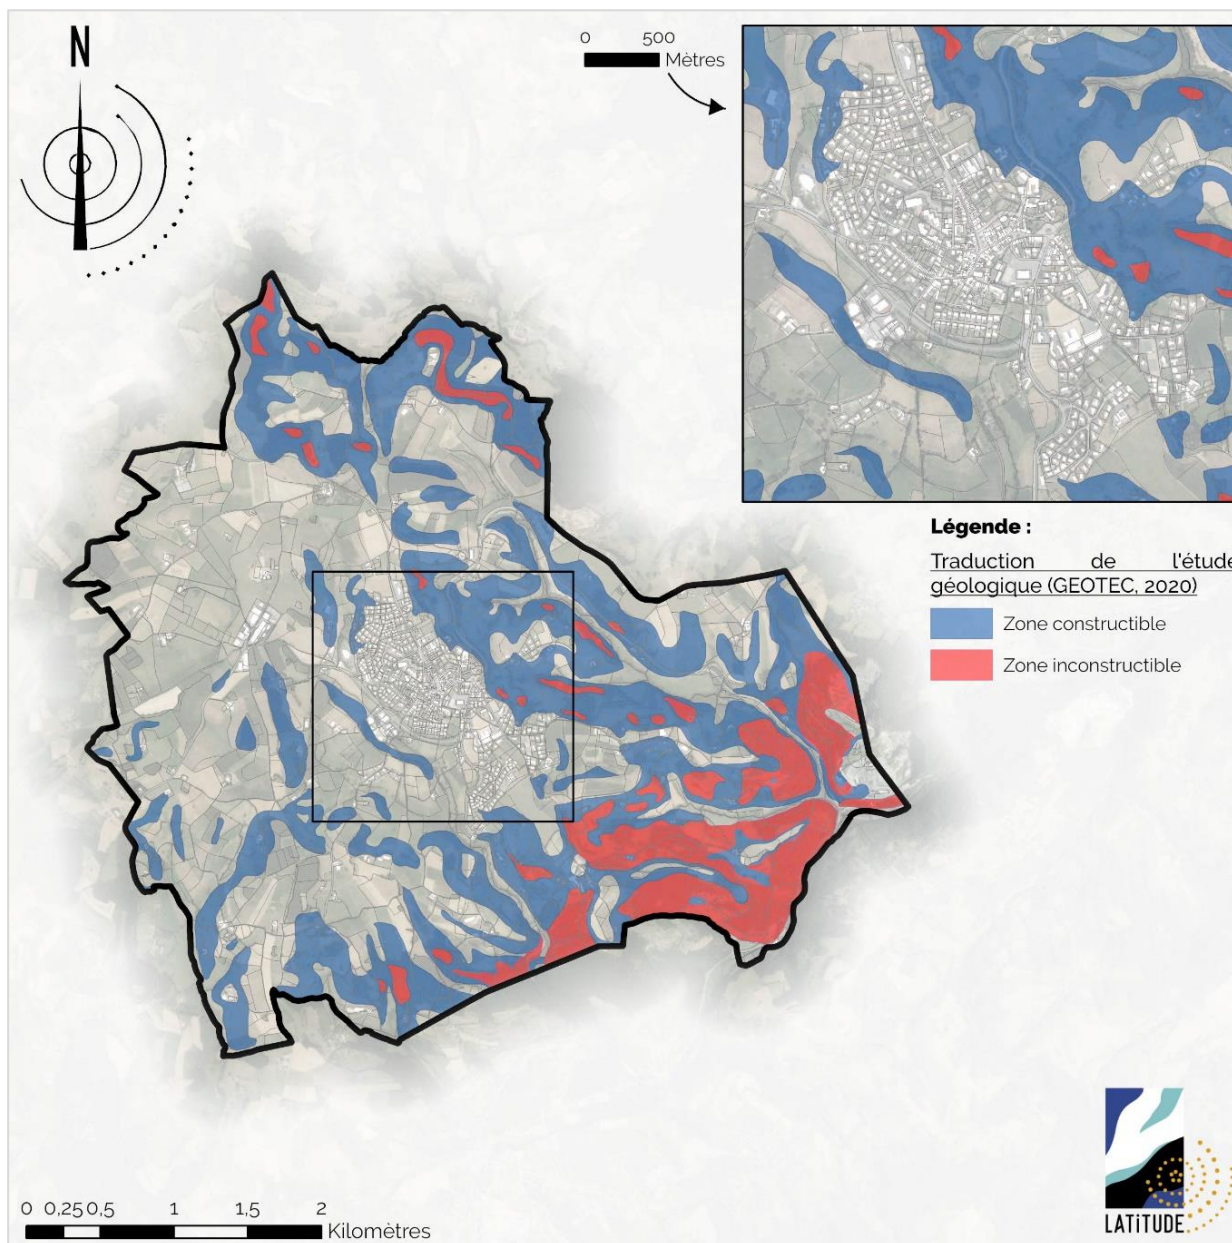 N
0 500
Mètres
Légende :
Traduction de l'étude
géologique (GEOTEC, 2020)
Zone constructible
Zone inconstructible
0 0,25 0,5 1 1,5 2
Kilomètres
LATiTUDE